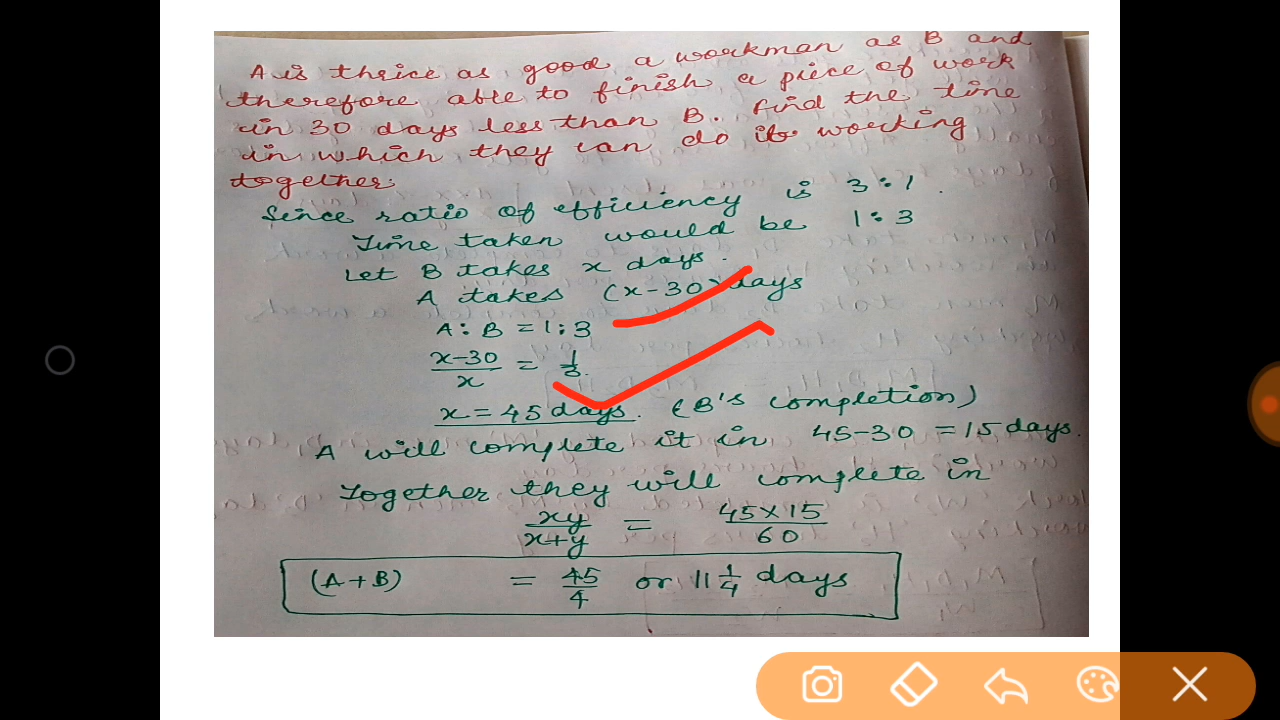 A is thrice as good a workman as B and
therefore able to finish a piece of work
in 30 days less than B. Find the time
in which they can do it working
together.
Since ratio of efficiency is 3:1.
Time taken would be 1:3
Let B takes x days.
A takes (x-30) days
A:B = 1:3
x-30/x = 1/3.
x = 45 days. (B's completion)
A will complete it in 45-30 = 15 days.
Together they will complete in
xy/x+y = 45×15/60
(A+B) = 45/4 or 11 1/4 days